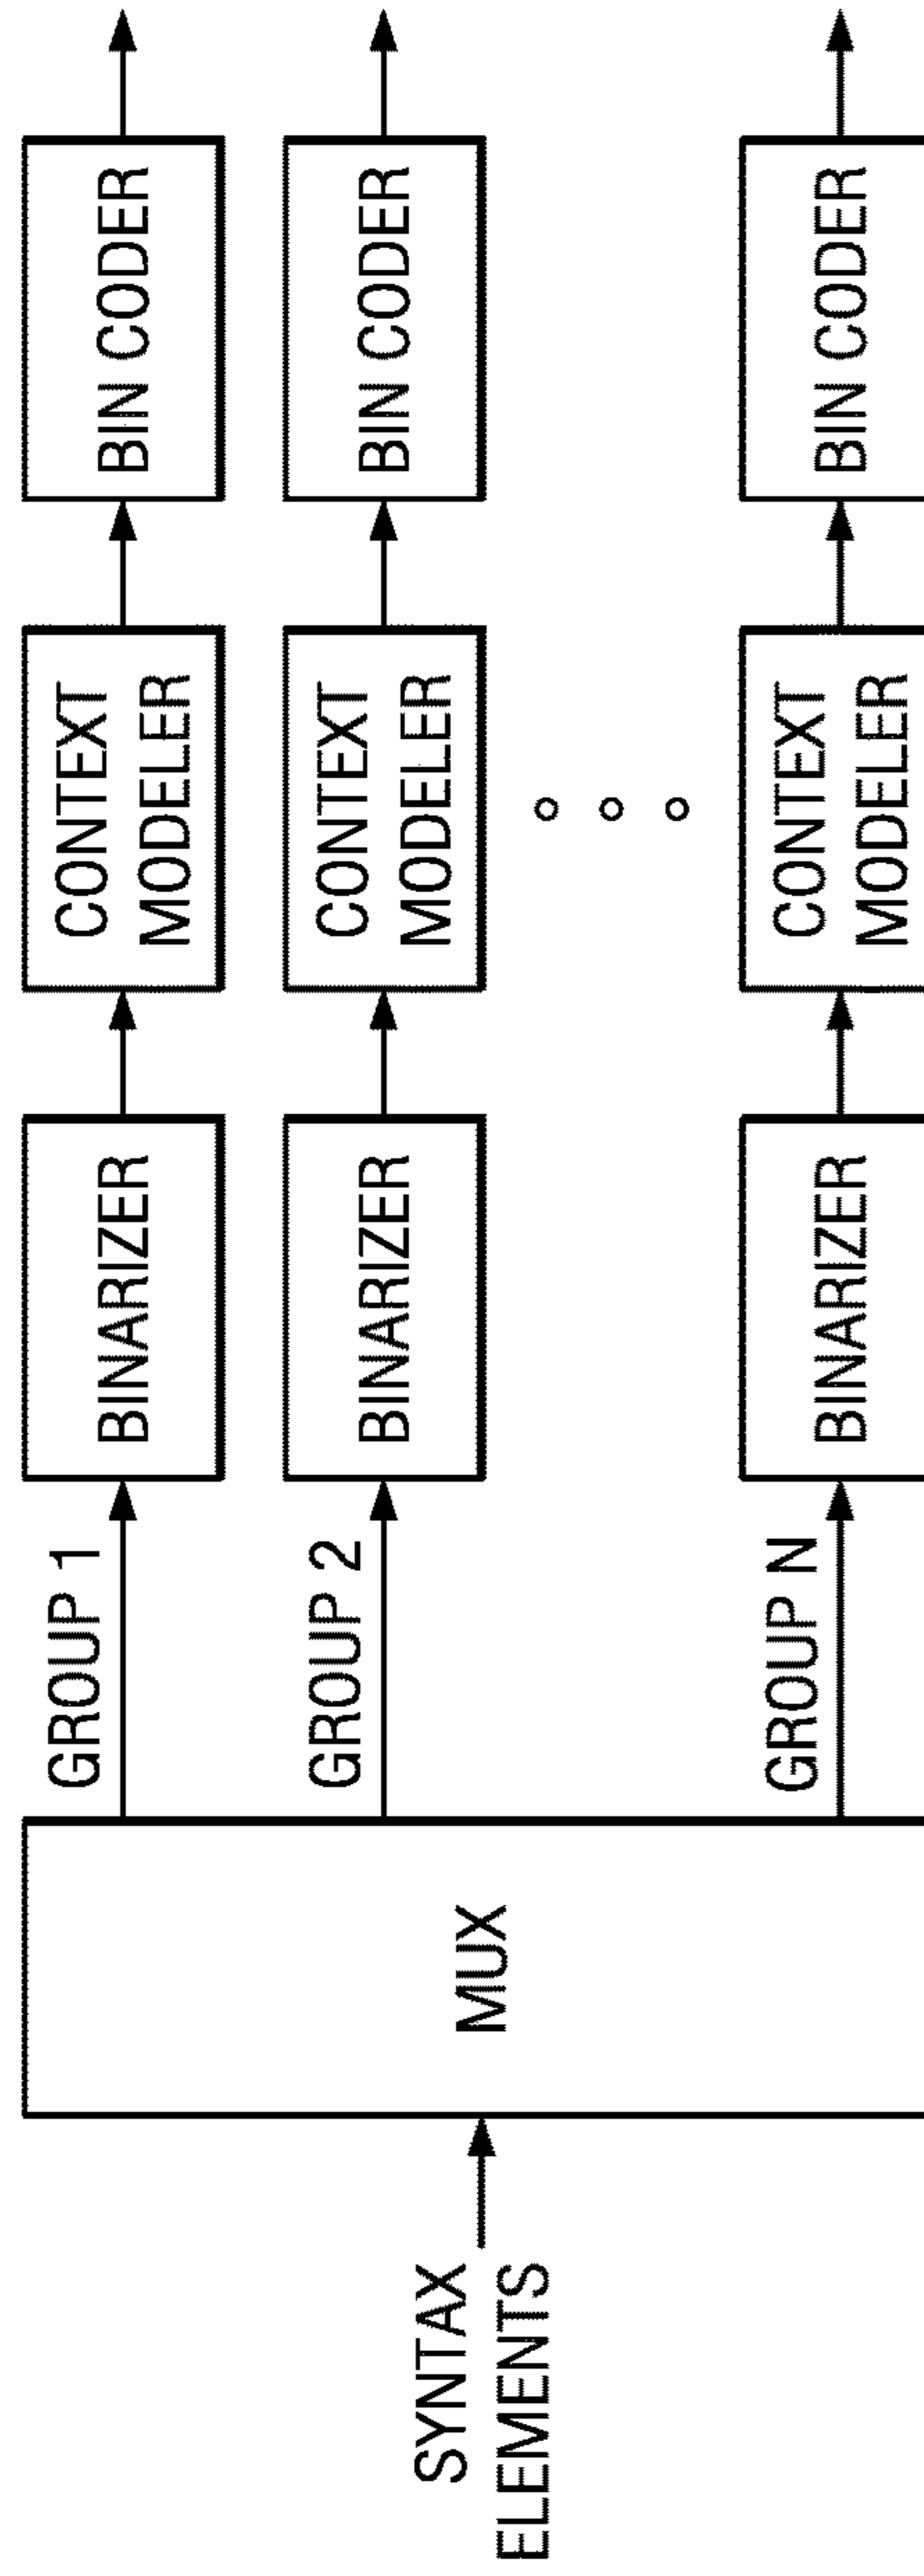 SYNTAX
ELEMENTS
MUX
GROUP 1
BINARIZER
CONTEXT
MODELER
BIN CODER
GROUP 2
BINARIZER
CONTEXT
MODELER
BIN CODER
GROUP N
BINARIZER
CONTEXT
MODELER
BIN CODER